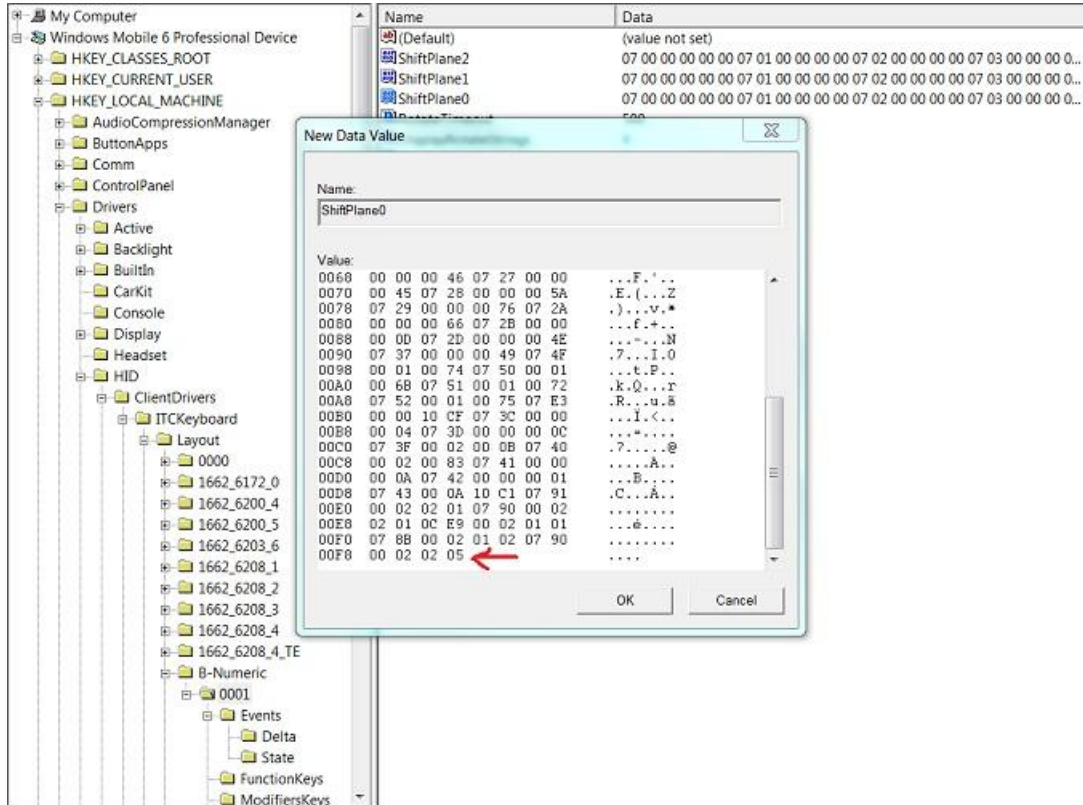 My Computer
Windows Mobile 6 Professional Device
HKEY_CLASSES_ROOT
HKEY_CURRENT_USER
HKEY_LOCAL_MACHINE
AudioCompressionManager
ButtonApps
Comm
ControlPanel
Drivers
Active
Backlight
BuiltIn
CarKit
Console
Display
Headset
HID
ClientDrivers
ITCKeyboard
Layout
0000
1662_6172_0
1662_6200_4
1662_6200_5
1662_6203_6
1662_6208_1
1662_6208_2
1662_6208_3
1662_6208_4
1662_6208_4_TE
B-Numeric
0001
Events
Delta
State
FunctionKeys
ModifiersKeys
Name Data
(Default) (value not set)
ShiftPlane2 07 00 00 00 00 07 01 00 00 00 00 07 02 00 00 00 00 07 03 00 00 0...
ShiftPlane1 07 00 00 00 00 07 01 00 00 00 00 07 02 00 00 00 00 07 03 00 00 0...
ShiftPlane0 07 00 00 00 00 07 01 00 00 00 00 07 02 00 00 00 00 07 03 00 00 0...
RotateTimeout 500
New Data Value
Name:
ShiftPlane0
Value:
0068 00 00 00 46 07 27 00 00 ...F.'..
0070 00 45 07 28 00 00 00 5A .E.(...Z
0078 07 29 00 00 00 76 07 2A .)...v.*
0080 00 00 00 66 07 2B 00 00 ...f.+..
0088 00 0D 07 2D 00 00 00 4E ...-...N
0090 07 37 00 00 00 49 07 4F .7...I.O
0098 00 01 00 74 07 50 00 01 ...t.P..
00A0 00 6B 07 51 00 01 00 72 .k.Q...r
00A8 07 52 00 01 00 75 07 E3 .R...u.ã
00B0 00 00 10 CF 07 3C 00 00 ...Ï.<..
00B8 00 04 07 3D 00 00 00 0C ...=....
00C0 07 3F 00 02 00 0B 07 40 .?.....@
00C8 00 02 00 83 07 41 00 00 .....A..
00D0 00 0A 07 42 00 00 00 01 ...B....
00D8 07 43 00 0A 10 C1 07 91 .C...Á..
00E0 00 02 02 01 07 90 00 02 ........
00E8 02 01 0C E9 00 02 01 01 ...é....
00F0 07 8B 00 02 01 02 07 90 ........
00F8 00 02 02 05 ....
OK Cancel